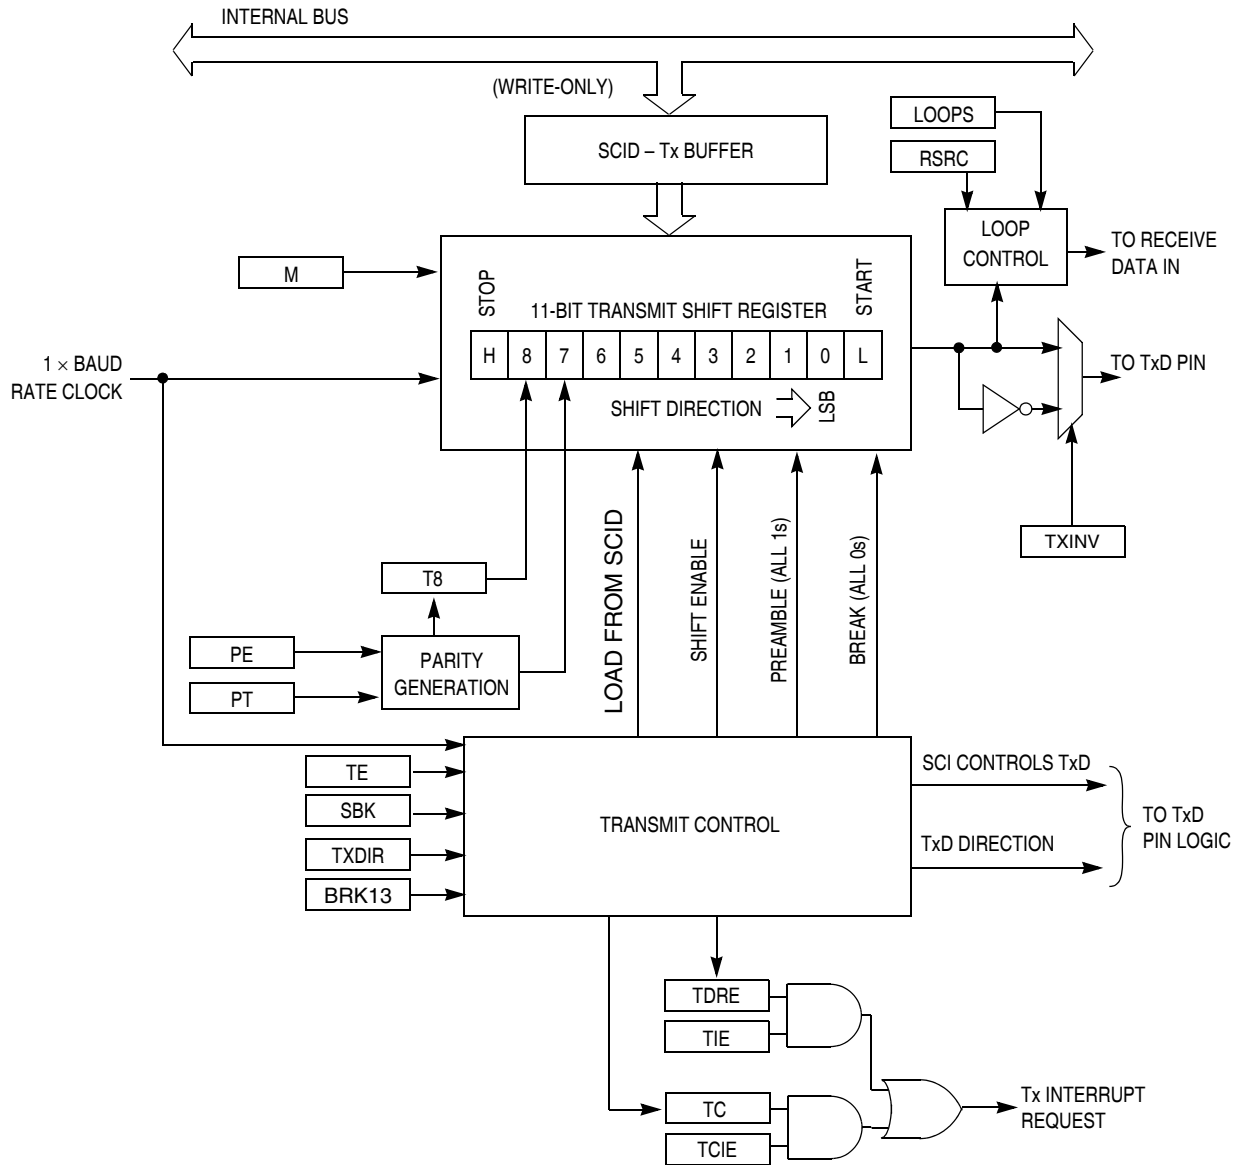 INTERNAL BUS
(WRITE-ONLY)
SCID – Tx BUFFER
LOOPS
RSRC
LOOP
CONTROL
TO RECEIVE
DATA IN
M
STOP
START
11-BIT TRANSMIT SHIFT REGISTER
H 8 7 6 5 4 3 2 1 0 L
SHIFT DIRECTION
LSB
1 × BAUD
RATE CLOCK
TO TxD PIN
TXINV
T8
PE
PT
PARITY
GENERATION
LOAD FROM SCID
SHIFT ENABLE
PREAMBLE (ALL 1s)
BREAK (ALL 0s)
TE
SBK
TXDIR
BRK13
TRANSMIT CONTROL
SCI CONTROLS TxD
TxD DIRECTION
TO TxD
PIN LOGIC
TDRE
TIE
TC
TCIE
Tx INTERRUPT
REQUEST